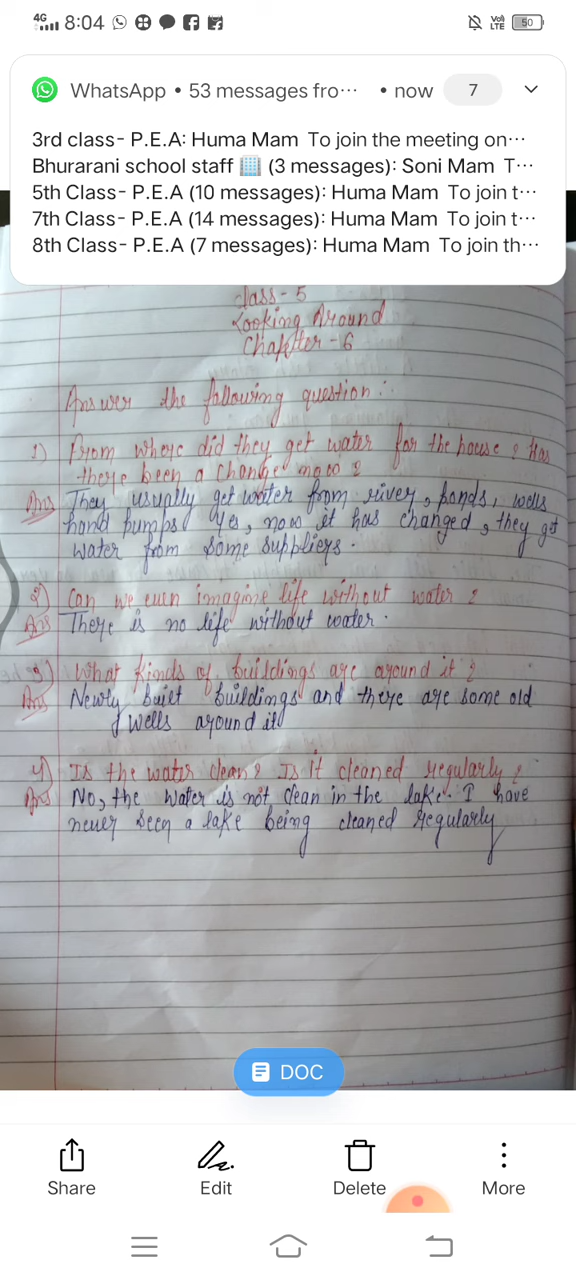 4G 8:04 Vo) LTE 50
WhatsApp • 53 messages fro··· • now 7
3rd class- P.E.A: Huma Mam To join the meeting on···
Bhurarani school staff 🏢 (3 messages): Soni Mam T···
5th Class- P.E.A (10 messages): Huma Mam To join t···
7th Class- P.E.A (14 messages): Huma Mam To join t···
8th Class- P.E.A (7 messages): Huma Mam To join th···
Class - 5
Looking Around
Chapter - 6
Answer the following question :
1) From where did they get water for the house ? Has
there been a change now ?
Ans They usually get water from river, ponds, wells
hand pumps Yes, now it has changed, they get
water from some suppliers.
2) Can we even imagine life without water ?
Ans There is no life without water.
3) What kinds of buildings are around it ?
Ans Newly buiet buildings and there are some old
wells around it
4) Is the water clean? Is it cleaned regularly ?
Ans No, the water is not clean in the lake. I have
never seen a lake being cleaned regularly
DOC
Share Edit Delete More